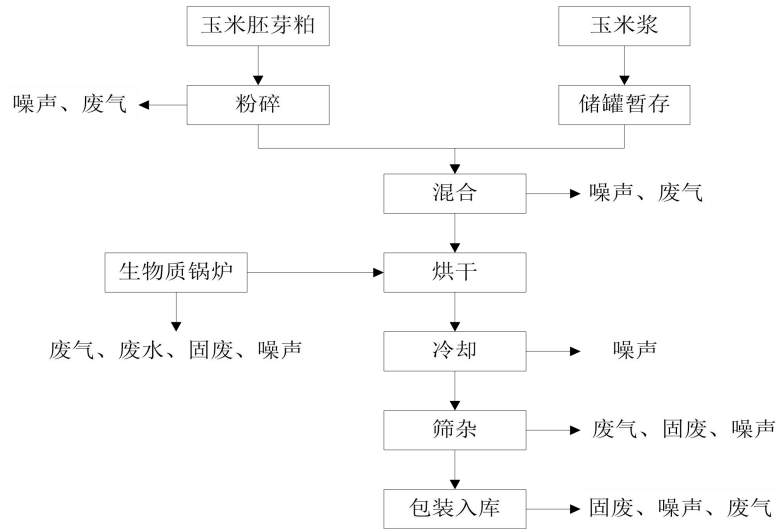 玉米胚芽粕
玉米浆
噪声、废气
粉碎
储罐暂存
混合
噪声、废气
生物质锅炉
烘干
废气、废水、固废、噪声
冷却
噪声
筛杂
废气、固废、噪声
包装入库
固废、噪声、废气